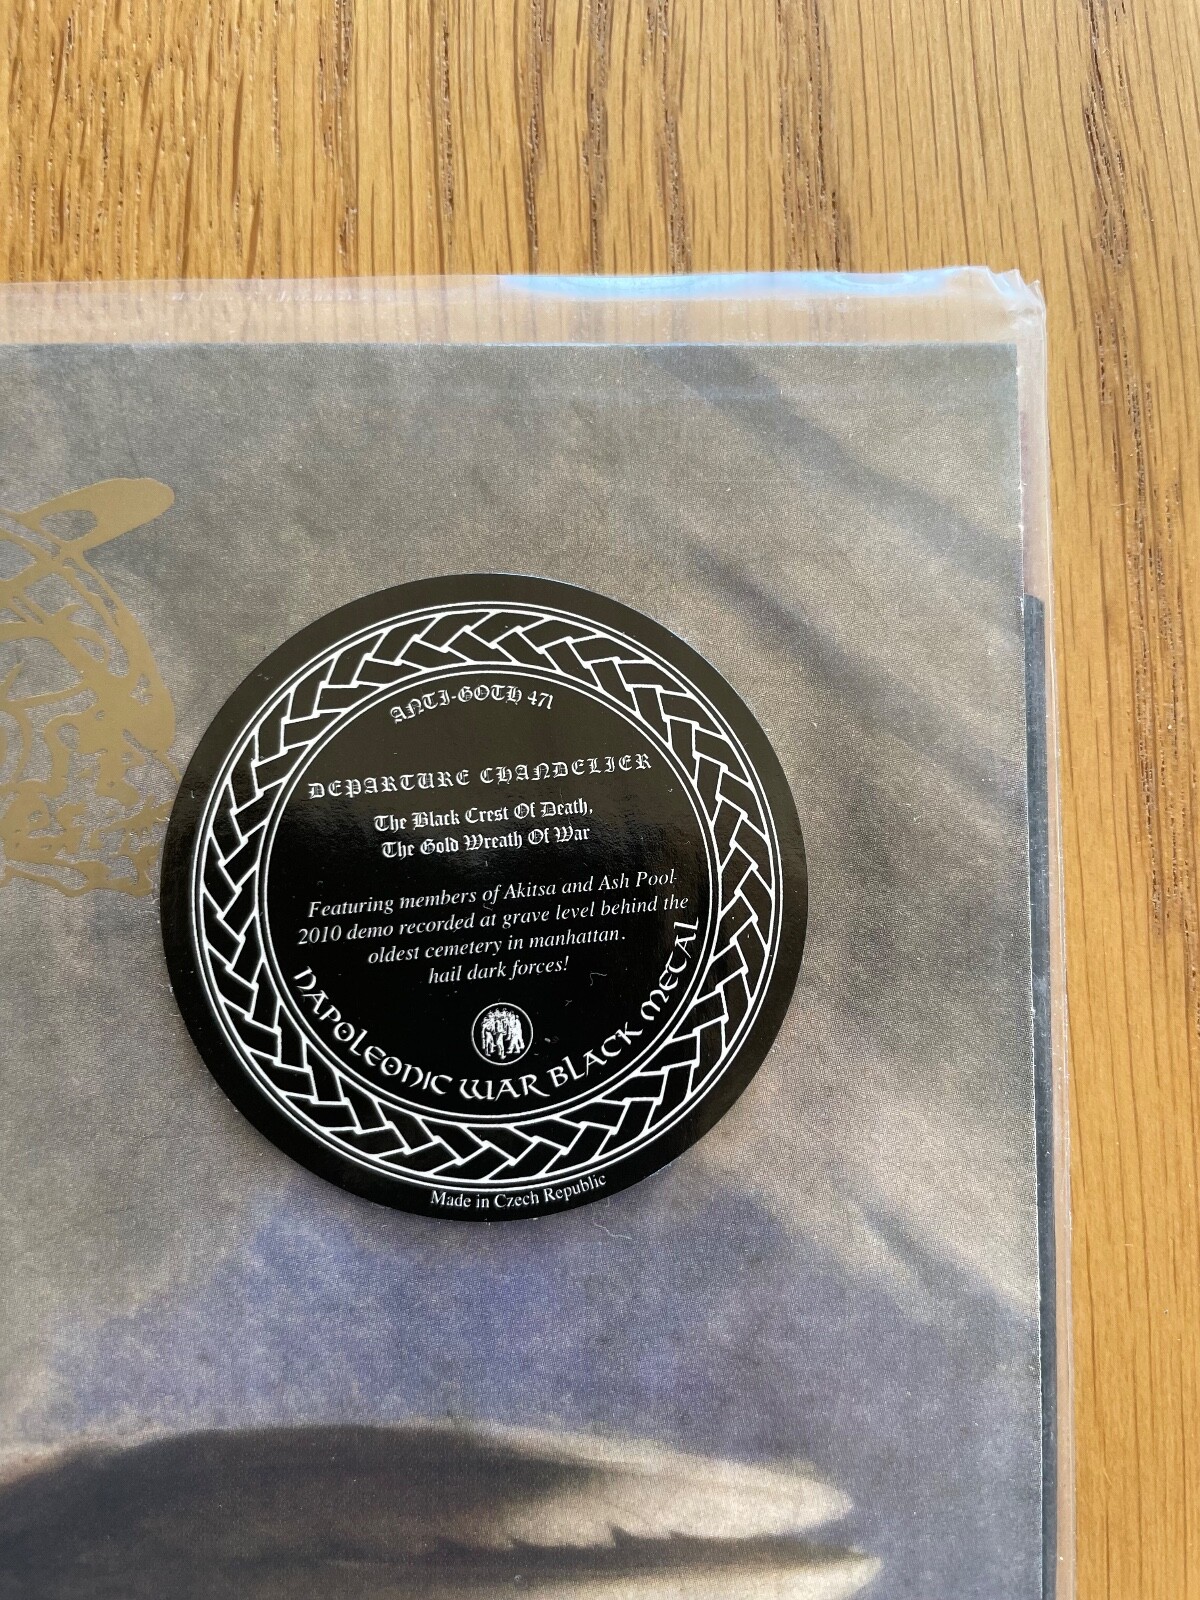 ANTI-GOTH 471
DEPARTURE CHANDELIER
The Black Crest Of Death,
The Gold Wreath Of War
Featuring members of Akitsa and Ash Pool-
2010 demo recorded at grave level behind the
oldest cemetery in manhattan.
hail dark forces!
NAPOLEONIC WAR BLACK METAL
Made in Czech Republic